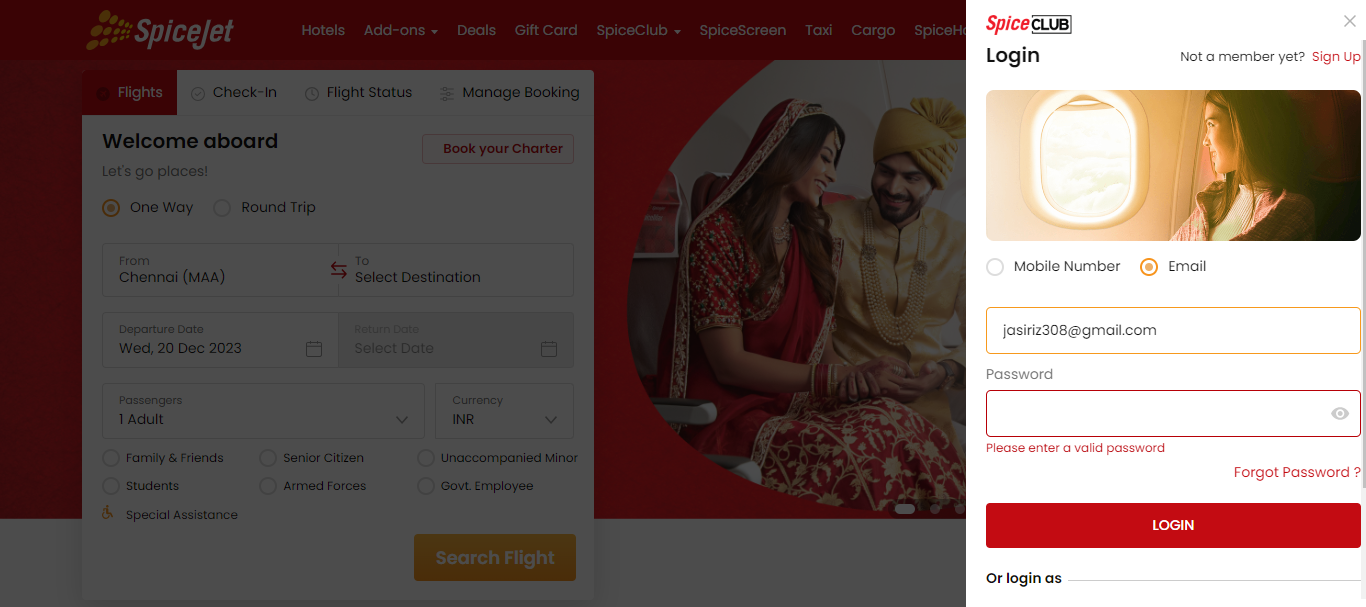 SpiceJet
Hotels Add-ons Deals Gift Card SpiceClub SpiceScreen Taxi Cargo
Flights Check-In Flight Status Manage Booking
Welcome aboard
Book your Charter
Let's go places!
One Way Round Trip
From To
Chennai (MAA) Select Destination
Departure Date Return Date
Wed, 20 Dec 2023 Select Date
Passengers Currency
1 Adult INR
Family & Friends Senior Citizen Unaccompanied Minor
Students Armed Forces Govt. Employee
Special Assistance
Search Flight
SpiceCLUB
Login
Not a member yet? Sign Up
Mobile Number Email
jasiriz308@gmail.com
Password
Please enter a valid password
Forgot Password ?
LOGIN
Or login as